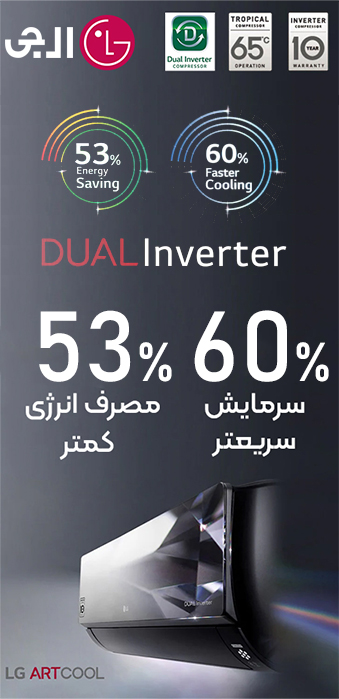 ال‌جی
LG
Dual Inverter
COMPRESSOR
TROPICAL
COMPRESSOR
65°C
OPERATION
INVERTER
COMPRESSOR
10 YEAR
WARRANTY
53%
Energy
Saving
60%
Faster
Cooling
DUAL Inverter
53%
مصرف انرژی
کمتر
60%
سرمایش
سریعتر
LG
DUAL Inverter
LG ARTCOOL